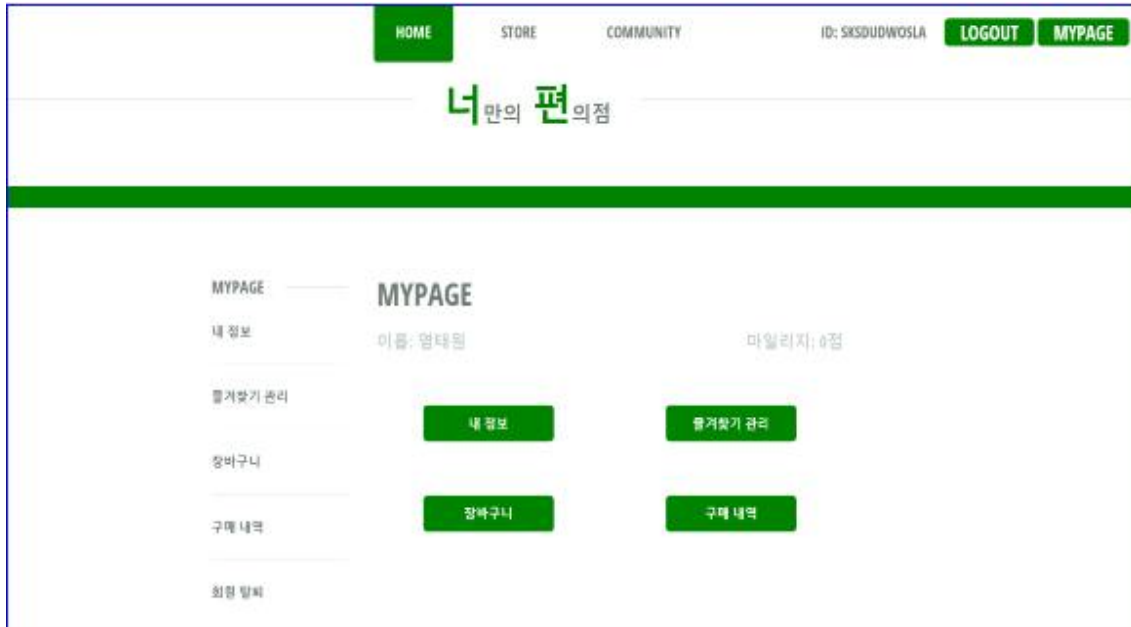 HOME STORE COMMUNITY ID: SKSDUDWOSLA LOGOUT MYPAGE
너만의 편의점
MYPAGE
내 정보
즐겨찾기 관리
장바구니
구매 내역
회원 탈퇴
MYPAGE
이름: 마일리지: 0점
내 정보 즐겨찾기 관리
장바구니 구매 내역